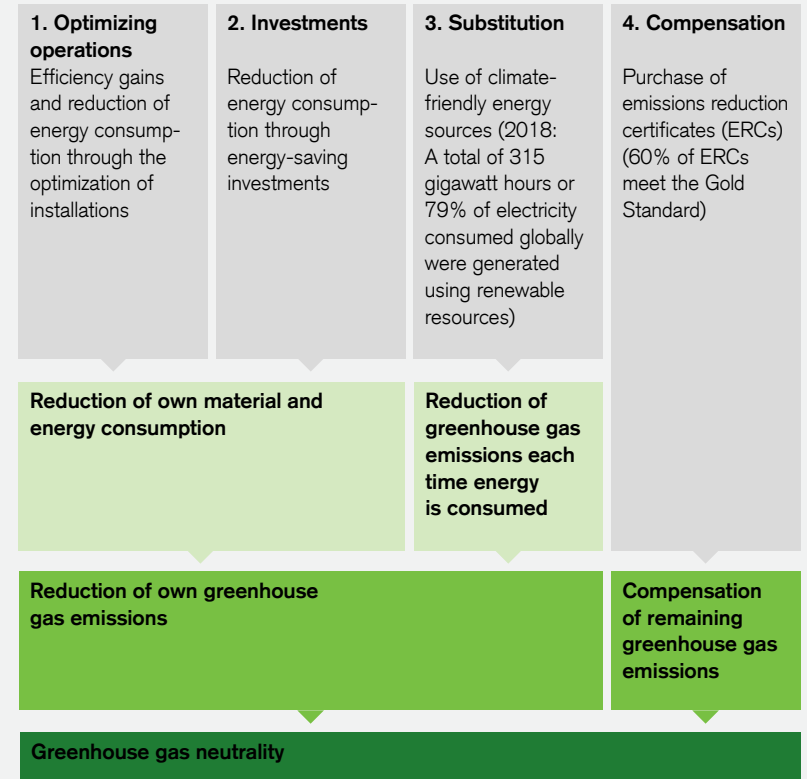 1. Optimizing
operations
Efficiency gains
and reduction of
energy consump-
tion through the
optimization of
installations
2. Investments
Reduction of
energy consump-
tion through
energy-saving
investments
3. Substitution
Use of climate-
friendly energy
sources (2018:
A total of 315
gigawatt hours or
79% of electricity
consumed globally
were generated
using renewable
resources)
4. Compensation
Purchase of
emissions reduction
certificates (ERCs)
(60% of ERCs
meet the Gold
Standard)
Reduction of own material and
energy consumption
Reduction of
greenhouse gas
emissions each
time energy
is consumed
Reduction of own greenhouse
gas emissions
Compensation
of remaining
greenhouse gas
emissions
Greenhouse gas neutrality